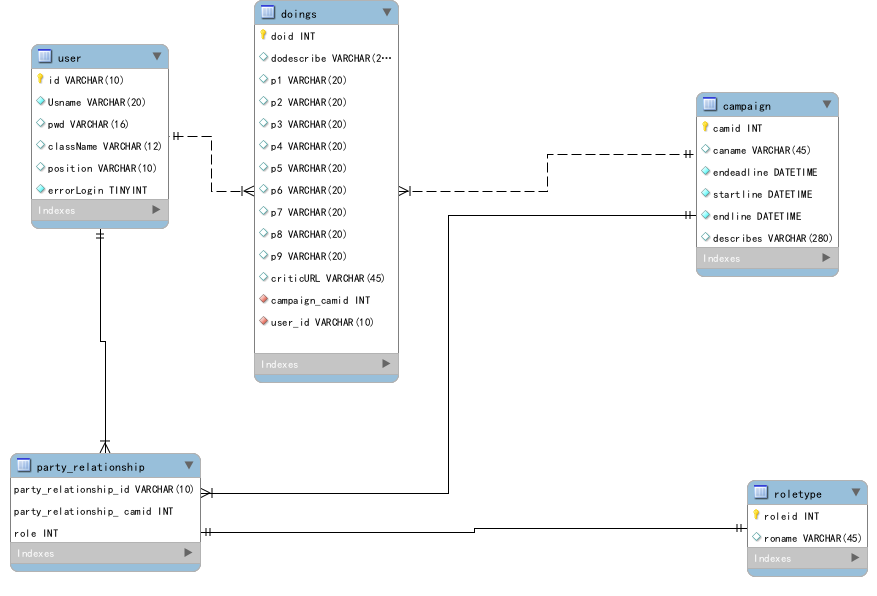 user
id VARCHAR(10)
Usname VARCHAR(20)
pwd VARCHAR(16)
className VARCHAR(12)
position VARCHAR(10)
errorLogin TINYINT
Indexes
doings
doid INT
dodescribe VARCHAR(2…
p1 VARCHAR(20)
p2 VARCHAR(20)
p3 VARCHAR(20)
p4 VARCHAR(20)
p5 VARCHAR(20)
p6 VARCHAR(20)
p7 VARCHAR(20)
p8 VARCHAR(20)
p9 VARCHAR(20)
criticURL VARCHAR(45)
campaign_camid INT
user_id VARCHAR(10)
Indexes
campaign
camid INT
caname VARCHAR(45)
endeadline DATETIME
startline DATETIME
endline DATETIME
describes VARCHAR(280)
Indexes
party_relationship
party_relationship_id VARCHAR(10)
party_relationship_ camid INT
role INT
Indexes
roletype
roleid INT
roname VARCHAR(45)
Indexes